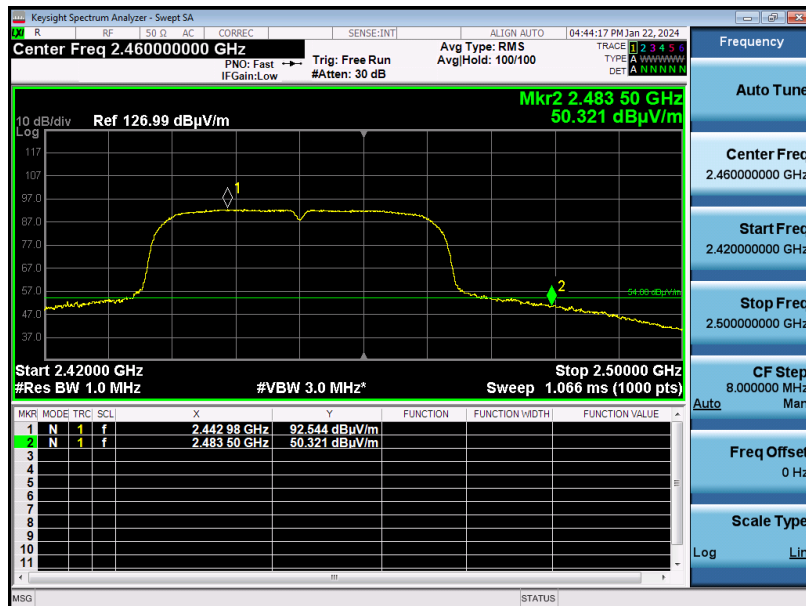 Keysight Spectrum Analyzer - Swept SA
LXI R RF 50 Ω AC CORREC SENSE:INT ALIGN AUTO 04:44:17 PM Jan 22, 2024
Center Freq 2.460000000 GHz
PNO: Fast
IFGain:Low
Trig: Free Run
#Atten: 30 dB
Avg Type: RMS
Avg|Hold: 100/100
TRACE 1 2 3 4 5 6
TYPE A WWWWW
DET A N N N N N
Mkr2 2.483 50 GHz
50.321 dBµV/m
10 dB/div Ref 126.99 dBµV/m
Log
117
107
97.0
87.0
77.0
67.0
57.0
47.0
37.0
1
2
54.00 dBµV/m
Start 2.42000 GHz Stop 2.50000 GHz
#Res BW 1.0 MHz #VBW 3.0 MHz* Sweep 1.066 ms (1000 pts)
MKR MODE TRC SCL X Y FUNCTION FUNCTION WIDTH FUNCTION VALUE
1 N 1 f 2.442 98 GHz 92.544 dBµV/m
2 N 1 f 2.483 50 GHz 50.321 dBµV/m
3
4
5
6
7
8
9
10
11
MSG STATUS
Frequency
Auto Tune
Center Freq
2.460000000 GHz
Start Freq
2.420000000 GHz
Stop Freq
2.500000000 GHz
CF Step
8.000000 MHz
Auto Man
Freq Offset
0 Hz
Scale Type
Log Lin